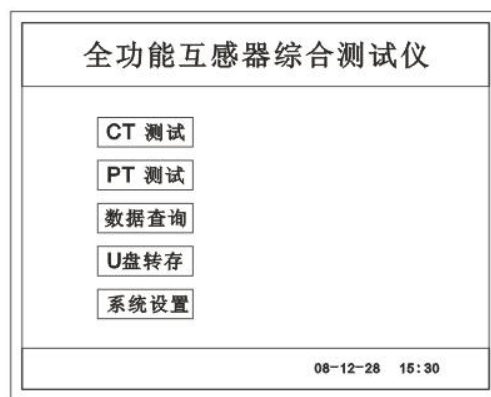 全功能互感器综合测试仪
CT 测试
PT 测试
数据查询
U盘转存
系统设置
08-12-28 15:30